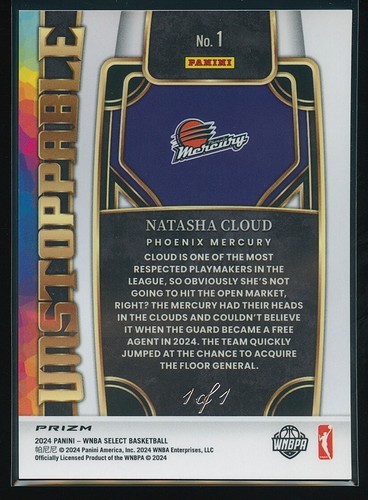 No. 1
PANINI
UNSTOPPABLE
Mercury
NATASHA CLOUD
PHOENIX MERCURY
CLOUD IS ONE OF THE MOST
RESPECTED PLAYMAKERS IN THE
LEAGUE, SO OBVIOUSLY SHE'S NOT
GOING TO HIT THE OPEN MARKET,
RIGHT? THE MERCURY HAD THEIR HEADS
IN THE CLOUDS AND COULDN'T BELIEVE
IT WHEN THE GUARD BECAME A FREE
AGENT IN 2024. THE TEAM QUICKLY
JUMPED AT THE CHANCE TO ACQUIRE
THE FLOOR GENERAL.
1 of 1
PRIZM
2024 PANINI – WNBA SELECT BASKETBALL
帕尼尼 © 2024 Panini America, Inc. 2024 WNBA Enterprises, LLC
Officially Licensed Product of the WNBPA © 2024
WNBPA